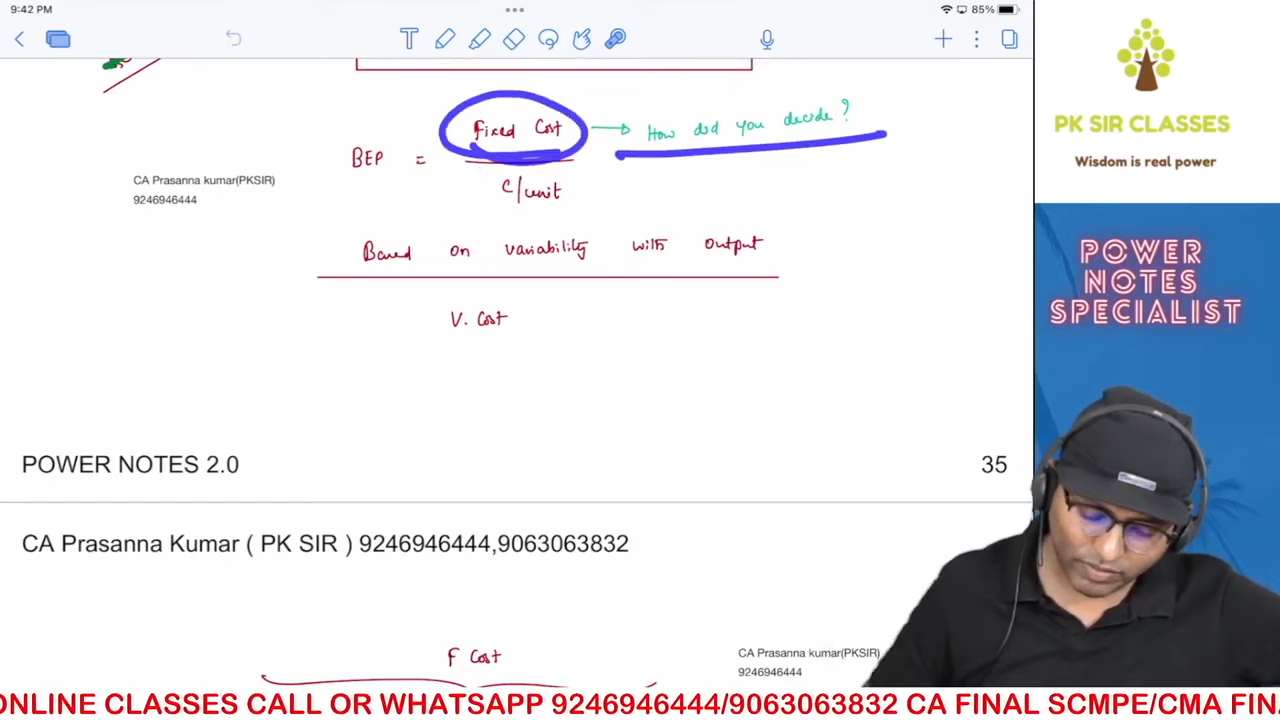 9:42 PM
85%
T
PK SIR CLASSES
Wisdom is real power
Fixed Cost
How did you decide?
BEP =
C/unit
CA Prasanna kumar(PKSIR)
9246946444
Based on variability with output
V. Cost
POWER
NOTES
SPECIALIST
POWER NOTES 2.0
35
CA Prasanna Kumar ( PK SIR ) 9246946444,9063063832
F Cost
CA Prasanna kumar(PKSIR)
9246946444
ONLINE CLASSES CALL OR WHATSAPP 9246946444/9063063832 CA FINAL SCMPE/CMA FINA